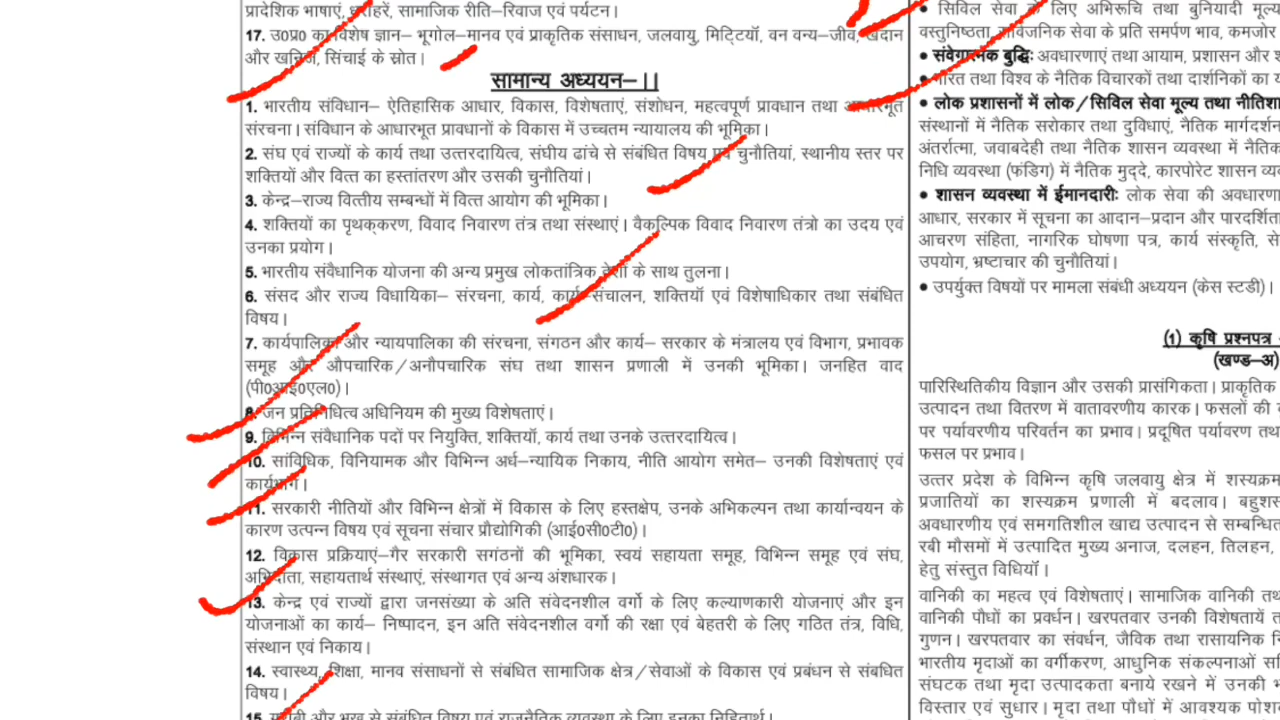 प्रादेशिक भाषाएं, धरोहरें, सामाजिक रीति–रिवाज एवं पर्यटन।
17. उ0प्र0 का विशेष ज्ञान– भूगोल–मानव एवं प्राकृतिक संसाधन, जलवायु, मिट्टियाँ, वन वन्य–जीव, खदान
और खनिज, सिंचाई के स्रोत।
सामान्य अध्ययन–।।
1. भारतीय संविधान– ऐतिहासिक आधार, विकास, विशेषताएं, संशोधन, महत्वपूर्ण प्रावधान तथा आधारभूत
संरचना। संविधान के आधारभूत प्रावधानों के विकास में उच्चतम न्यायालय की भूमिका।
2. संघ एवं राज्यों के कार्य तथा उत्तरदायित्व, संघीय ढांचे से संबंधित विषय एवं चुनौतियां, स्थानीय स्तर पर
शक्तियों और वित्त का हस्तांतरण और उसकी चुनौतियां।
3. केन्द्र–राज्य वित्तीय सम्बन्धों में वित्त आयोग की भूमिका।
4. शक्तियों का पृथक्करण, विवाद निवारण तंत्र तथा संस्थाएं। वैकल्पिक विवाद निवारण तंत्रो का उदय एवं
उनका प्रयोग।
5. भारतीय संवैधानिक योजना की अन्य प्रमुख लोकतांत्रिक देशों के साथ तुलना।
6. संसद और राज्य विधायिका– संरचना, कार्य, कार्य–संचालन, शक्तियॉ एवं विशेषाधिकार तथा संबंधित
विषय।
7. कार्यपालिका और न्यायपालिका की संरचना, संगठन और कार्य– सरकार के मंत्रालय एवं विभाग, प्रभावक
समूह और औपचारिक/अनौपचारिक संघ तथा शासन प्रणाली में उनकी भूमिका। जनहित वाद
(पी0आई0एल0)।
8. जन प्रतिनिधित्व अधिनियम की मुख्य विशेषताएं।
9. विभिन्न संवैधानिक पदों पर नियुक्ति, शक्तियॉ, कार्य तथा उनके उत्तरदायित्व।
10. सांविधिक, विनियामक और विभिन्न अर्ध–न्यायिक निकाय, नीति आयोग समेत– उनकी विशेषताएं एवं
कार्यभाग।
11. सरकारी नीतियों और विभिन्न क्षेत्रों में विकास के लिए हस्तक्षेप, उनके अभिकल्पन तथा कार्यान्वयन के
कारण उत्पन्न विषय एवं सूचना संचार प्रौद्योगिकी (आई0सी0टी0)।
12. विकास प्रक्रियाएं–गैर सरकारी सगंठनों की भूमिका, स्वयं सहायता समूह, विभिन्न समूह एवं संघ,
अभिदाता, सहायतार्थ संस्थाएं, संस्थागत एवं अन्य अंशधारक।
13. केन्द्र एवं राज्यों द्वारा जनसंख्या के अति संवेदनशील वर्गो के लिए कल्याणकारी योजनाएं और इन
योजनाओं का कार्य– निष्पादन, इन अति संवेदनशील वर्गो की रक्षा एवं बेहतरी के लिए गठित तंत्र, विधि,
संस्थान एवं निकाय।
14. स्वास्थ्य, शिक्षा, मानव संसाधनों से संबंधित सामाजिक क्षेत्र/सेवाओं के विकास एवं प्रबंधन से संबंधित
विषय।
15. गरीबी और भूख से संबंधित विषय एवं राजनैतिक व्यवस्था के लिए इनका निहितार्थ।
• सिविल सेवा के लिए अभिरूचि तथा बुनियादी मूल्य
वस्तुनिष्ठता, सार्वजनिक सेवा के प्रति समर्पण भाव, कमजोर
• संवेगात्मक बुद्धिः अवधारणाएं तथा आयाम, प्रशासन और
• भारत तथा विश्व के नैतिक विचारकों तथा दार्शनिकों का
• लोक प्रशासनों में लोक/सिविल सेवा मूल्य तथा
संस्थानों में नैतिक सरोकार तथा दुविधाएं, नैतिक मार्गदर्शन
अंतर्रात्मा, जवाबदेही तथा नैतिक शासन व्यवस्था में
निधि व्यवस्था (फंडिग) में नैतिक मुद्दे, कारपोरेट शासन
• शासन व्यवस्था में ईमानदारीः लोक सेवा की अवधारणा
आधार, सरकार में सूचना का आदान–प्रदान और
आचरण संहिता, नागरिक घोषणा पत्र, कार्य संस्कृति,
उपयोग, भ्रष्टाचार की चुनौतियां।
• उपर्युक्त विषयों पर मामला संबंधी अध्ययन (केस स्टडी)।
(1) कृषि प्रश्नपत्र
(खण्ड–अ)
पारिस्थितिकीय विज्ञान और उसकी प्रासंगिकता। प्राकृतिक
उत्पादन तथा वितरण में वातावरणीय कारक। फसलों की
पर पर्यावरणीय परिवर्तन का प्रभाव। प्रदूषित पर्यावरण
फसल पर प्रभाव।
उत्तर प्रदेश के विभिन्न कृषि जलवायु क्षेत्र में
प्रजातियों का शस्यक्रम प्रणाली में बदलाव।
अवधारणीय एवं समगतिशील खाद्य उत्पादन से
रबी मौसमों में उत्पादित मुख्य अनाज, दलहन, तिलहन,
हेतु संस्तुत विधियॉ।
वानिकी का महत्व एवं विशेषताएं। सामाजिक वानिकी
वानिकी पौधों का प्रवर्धन। खरपतवार उनकी विशेषतायें
गुणन। खरपतवार का संवर्धन, जैविक तथा रासायनिक
भारतीय मृदाओं का वर्गीकरण, आधुनिक संकल्पनाओं
संघटक तथा मृदा उत्पादकता बनाये रखने में उनकी
विस्तार एवं सुधार। मृदा तथा पौधों में आवश्यक